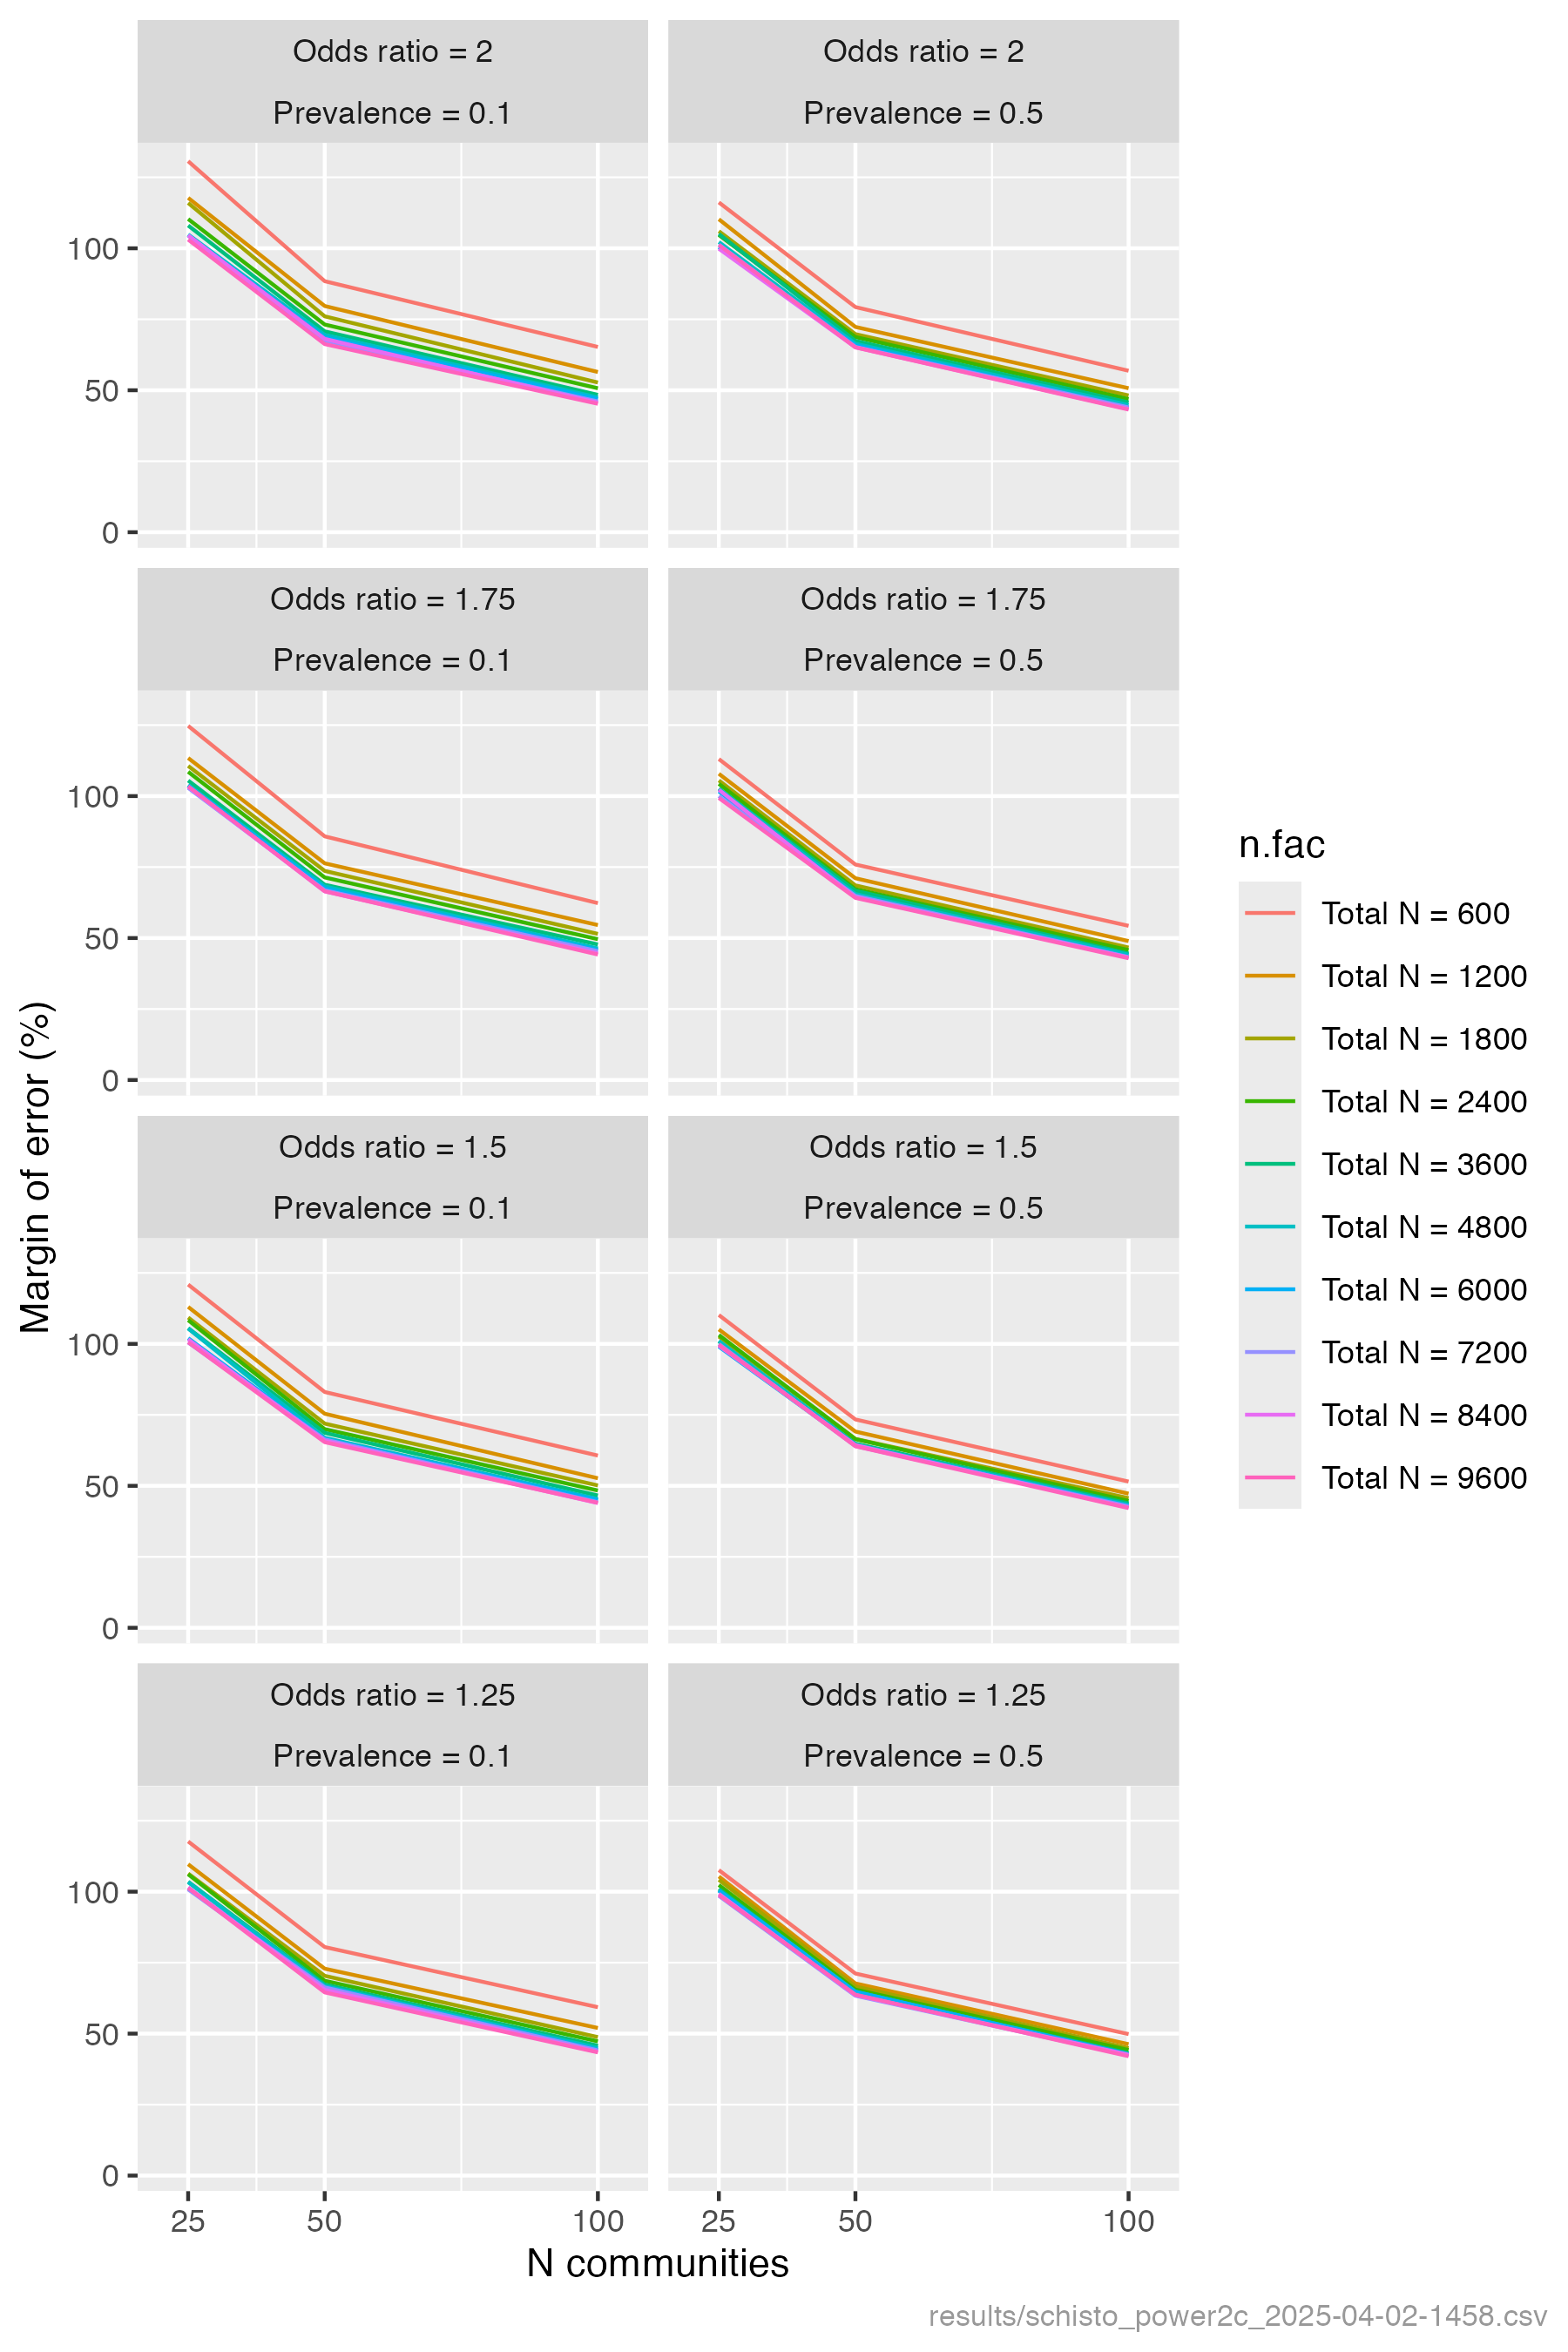 Odds ratio = 2
Prevalence = 0.1
Odds ratio = 2
Prevalence = 0.5
100
50
0
Odds ratio = 1.75
Prevalence = 0.1
Odds ratio = 1.75
Prevalence = 0.5
100
50
0
Odds ratio = 1.5
Prevalence = 0.1
Odds ratio = 1.5
Prevalence = 0.5
100
50
0
Odds ratio = 1.25
Prevalence = 0.1
Odds ratio = 1.25
Prevalence = 0.5
100
50
0
25 50 100
25 50 100
N communities
Margin of error (%)
n.fac
Total N = 600
Total N = 1200
Total N = 1800
Total N = 2400
Total N = 3600
Total N = 4800
Total N = 6000
Total N = 7200
Total N = 8400
Total N = 9600
results/schisto_power2c_2025-04-02-1458.csv